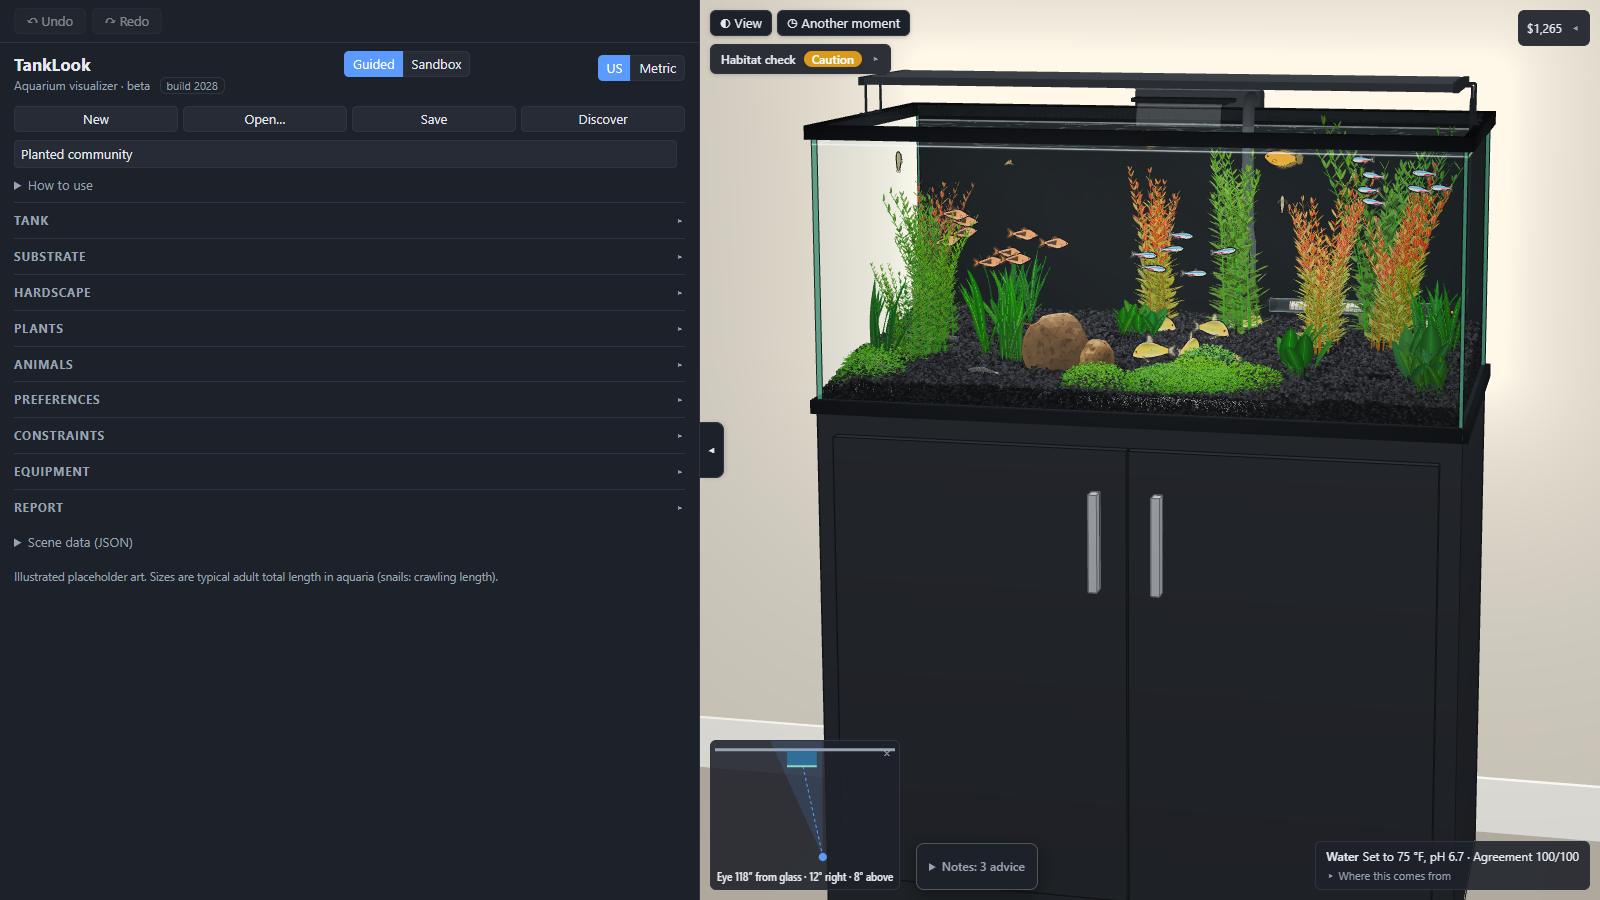 Undo
Redo
TankLook
Aquarium visualizer · beta
build 2028
Guided
Sandbox
US
Metric
New
Open...
Save
Discover
Planted community
How to use
TANK
SUBSTRATE
HARDSCAPE
PLANTS
ANIMALS
PREFERENCES
CONSTRAINTS
EQUIPMENT
REPORT
Scene data (JSON)
Illustrated placeholder art. Sizes are typical adult total length in aquaria (snails: crawling length).
View
Another moment
Habitat check
Caution
$1,265
Eye 118" from glass · 12° right · 8° above
Notes: 3 advice
Water Set to 75 °F, pH 6.7 · Agreement 100/100
Where this comes from